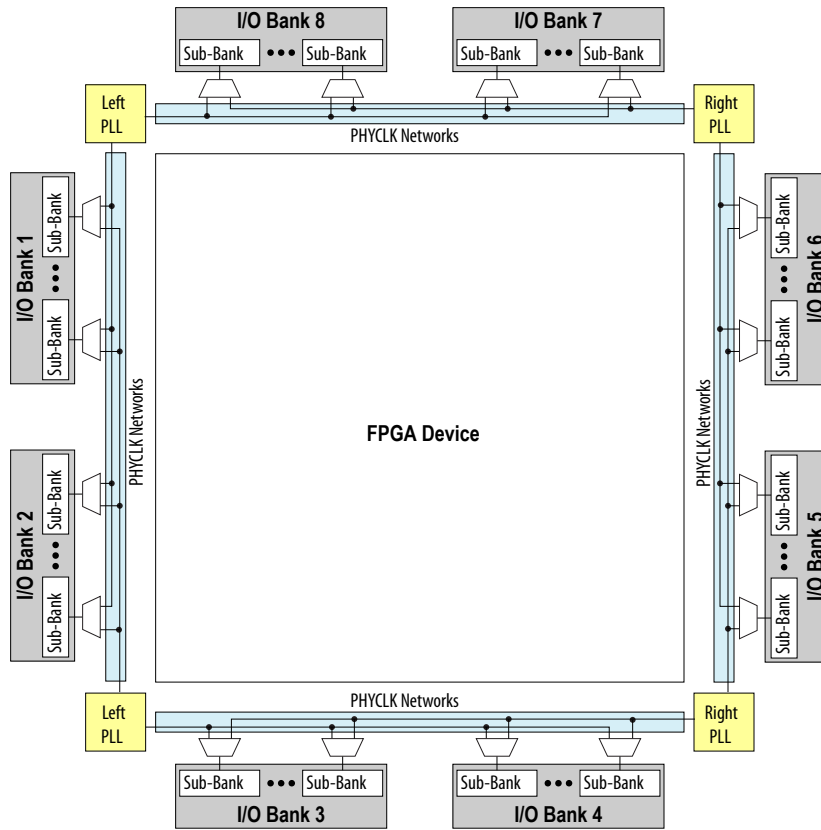 I/O Bank 8
I/O Bank 7
Sub-Bank ••• Sub-Bank
Sub-Bank ••• Sub-Bank
Left
PLL
Right
PLL
PHYCLK Networks
I/O Bank 1
Sub-Bank
•••
Sub-Bank
I/O Bank 6
Sub-Bank
•••
Sub-Bank
PHYCLK Networks
FPGA Device
PHYCLK Networks
I/O Bank 2
Sub-Bank
•••
Sub-Bank
I/O Bank 5
Sub-Bank
•••
Sub-Bank
PHYCLK Networks
Left
PLL
Right
PLL
Sub-Bank ••• Sub-Bank
Sub-Bank ••• Sub-Bank
I/O Bank 3
I/O Bank 4